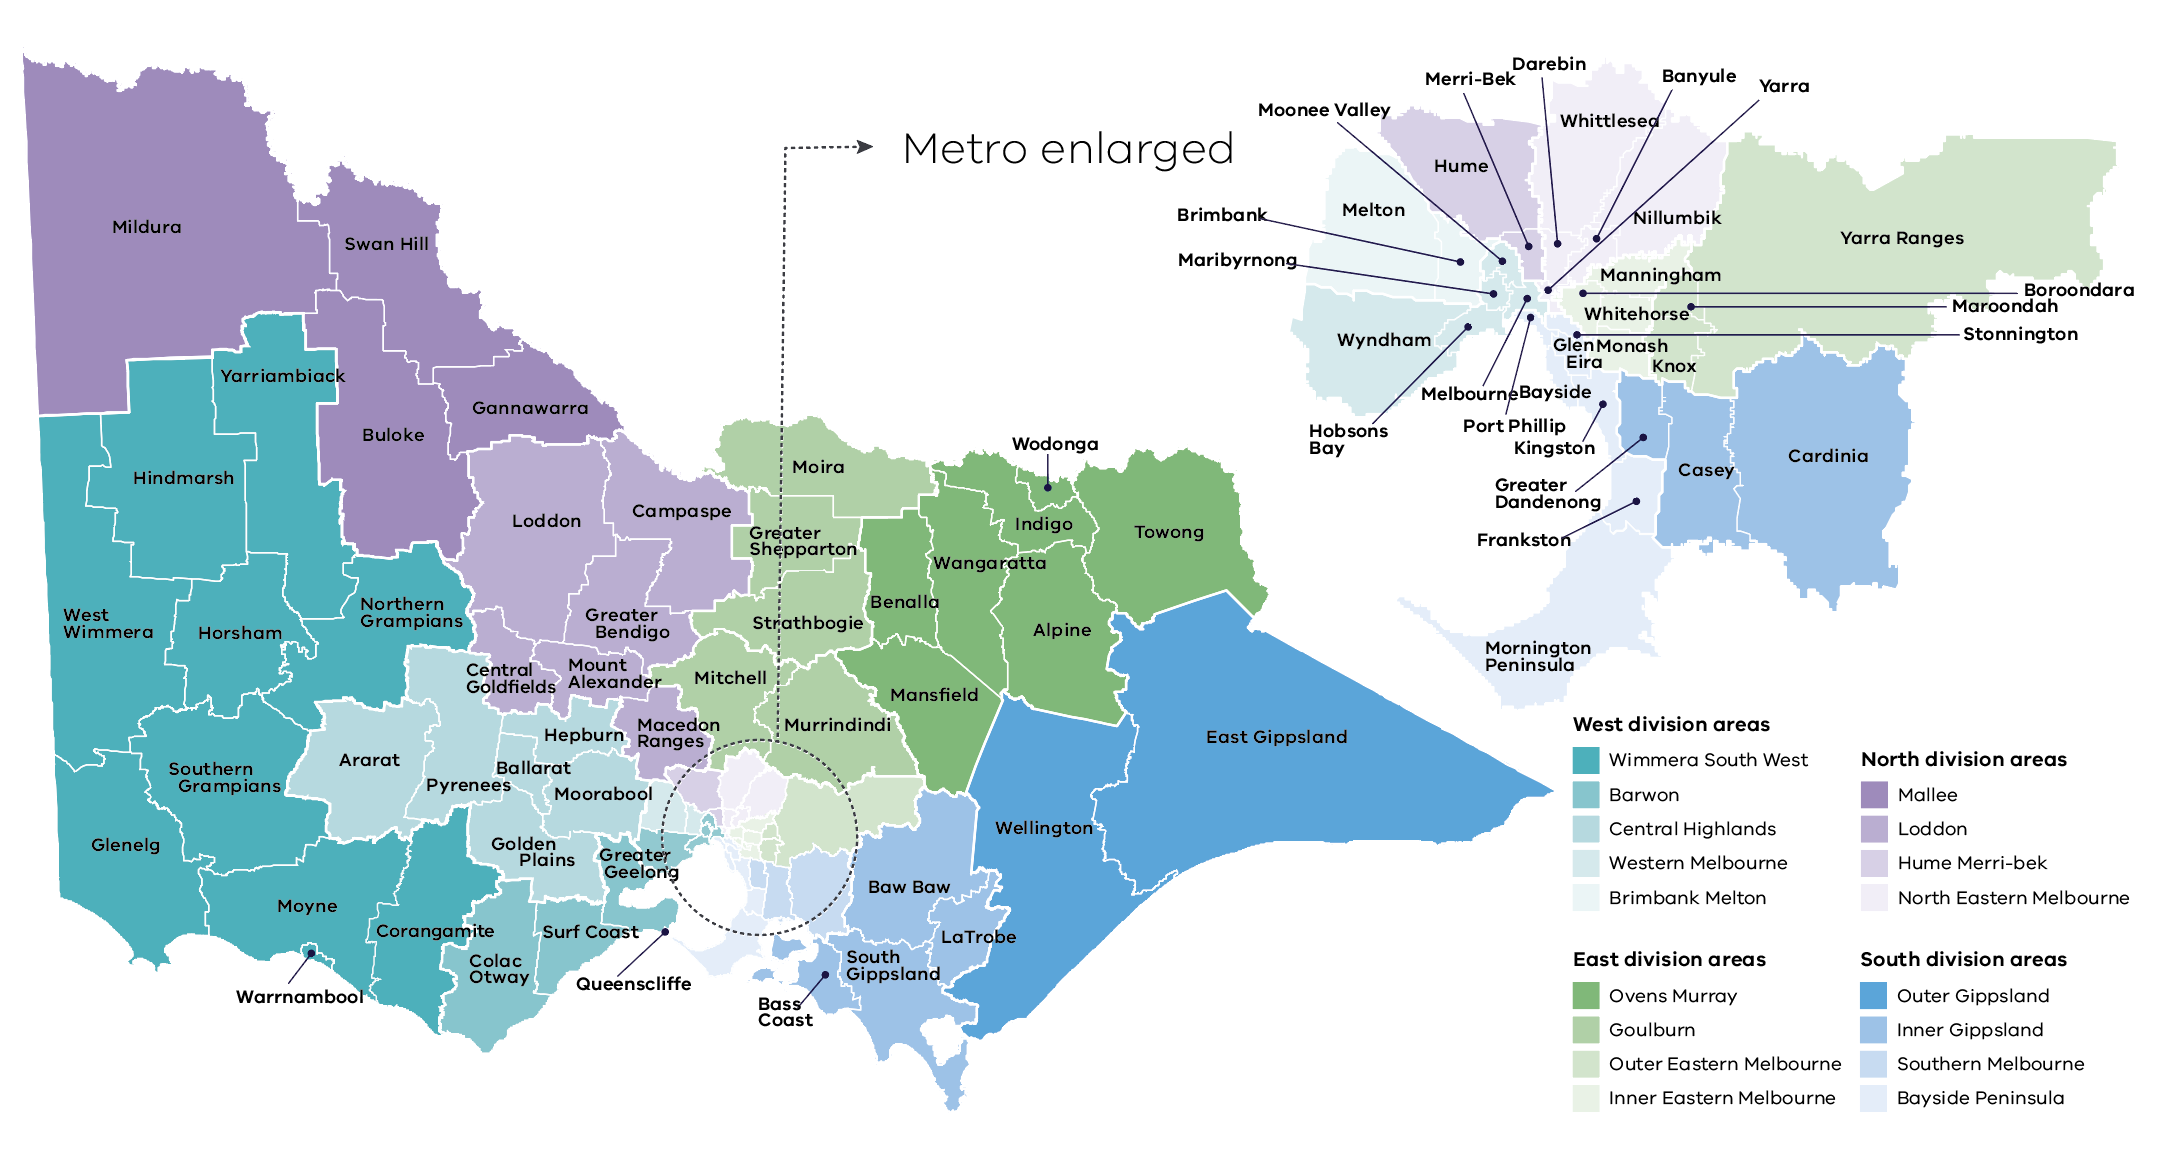 Metro enlarged
Mildura
Swan Hill
Yarriambiack
Gannawarra
Buloke
Hindmarsh
Loddon
Campaspe
Moira
Wodonga
Greater
Shepparton
Indigo
Towong
Wangaratta
Benalla
West
Wimmera
Northern
Grampians
Horsham
Greater
Bendigo
Strathbogie
Alpine
Central
Goldfields
Mount
Alexander
Mitchell
Mansfield
Macedon
Ranges
Murrindindi
Hepburn
East Gippsland
Ararat
Ballarat
Southern
Grampians
Pyrenees
Moorabool
Wellington
Glenelg
Golden
Plains
Greater
Geelong
Baw Baw
Moyne
Corangamite
Surf Coast
LaTrobe
Colac
Otway
South
Gippsland
Queenscliffe
Warrnambool
Bass
Coast
Darebin
Merri-Bek
Banyule
Yarra
Moonee Valley
Whittlesea
Hume
Melton
Brimbank
Nillumbik
Yarra Ranges
Maribyrnong
Manningham
Boroondara
Maroondah
Whitehorse
Stonnington
Wyndham
Glen
Eira
Monash
Knox
Melbourne
Bayside
Port Phillip
Hobsons
Bay
Kingston
Casey
Cardinia
Greater
Dandenong
Frankston
Mornington
Peninsula
West division areas
Wimmera South West
Barwon
Central Highlands
Western Melbourne
Brimbank Melton
North division areas
Mallee
Loddon
Hume Merri-bek
North Eastern Melbourne
East division areas
Ovens Murray
Goulburn
Outer Eastern Melbourne
Inner Eastern Melbourne
South division areas
Outer Gippsland
Inner Gippsland
Southern Melbourne
Bayside Peninsula